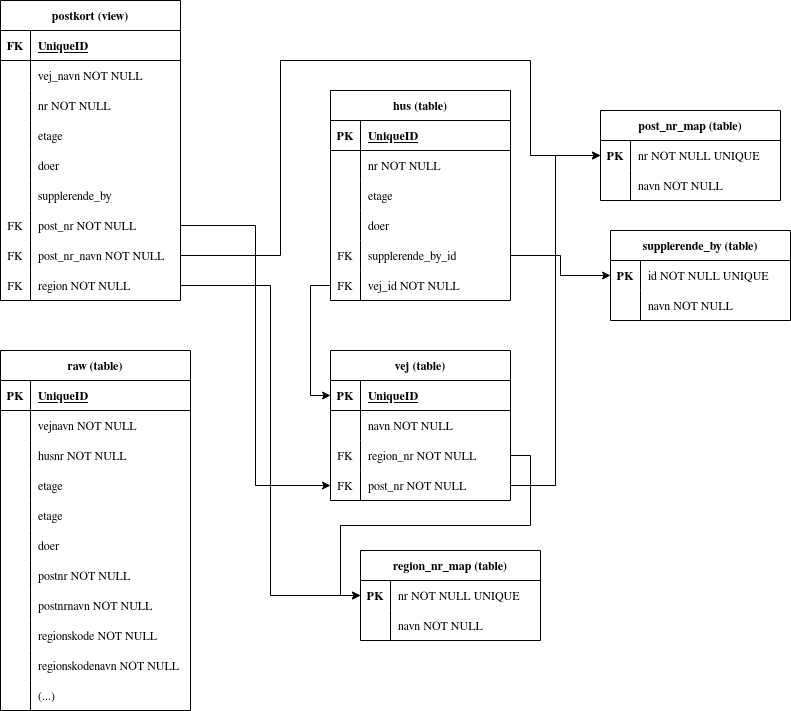 postkort (view)
FK UniqueID
vej_navn NOT NULL
nr NOT NULL
etage
doer
supplerende_by
FK post_nr NOT NULL
FK post_nr_navn NOT NULL
FK region NOT NULL
hus (table)
PK UniqueID
nr NOT NULL
etage
doer
FK supplerende_by_id
FK vej_id NOT NULL
post_nr_map (table)
PK nr NOT NULL UNIQUE
navn NOT NULL
supplerende_by (table)
PK id NOT NULL UNIQUE
navn NOT NULL
raw (table)
PK UniqueID
vejnavn NOT NULL
husnr NOT NULL
etage
etage
doer
postnr NOT NULL
postnrnavn NOT NULL
regionskode NOT NULL
regionskodenavn NOT NULL
(...)
vej (table)
PK UniqueID
navn NOT NULL
FK region_nr NOT NULL
FK post_nr NOT NULL
region_nr_map (table)
PK nr NOT NULL UNIQUE
navn NOT NULL